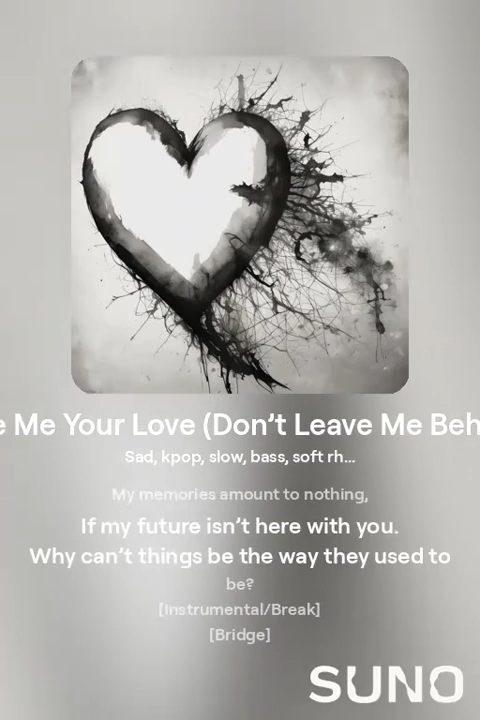 e Me Your Love (Don't Leave Me Beh
Sad, kpop, slow, bass, soft rh...
My memories amount to nothing,
If my future isn't here with you.
Why can't things be the way they used to
be?
[Instrumental/Break]
[Bridge]
SUNO